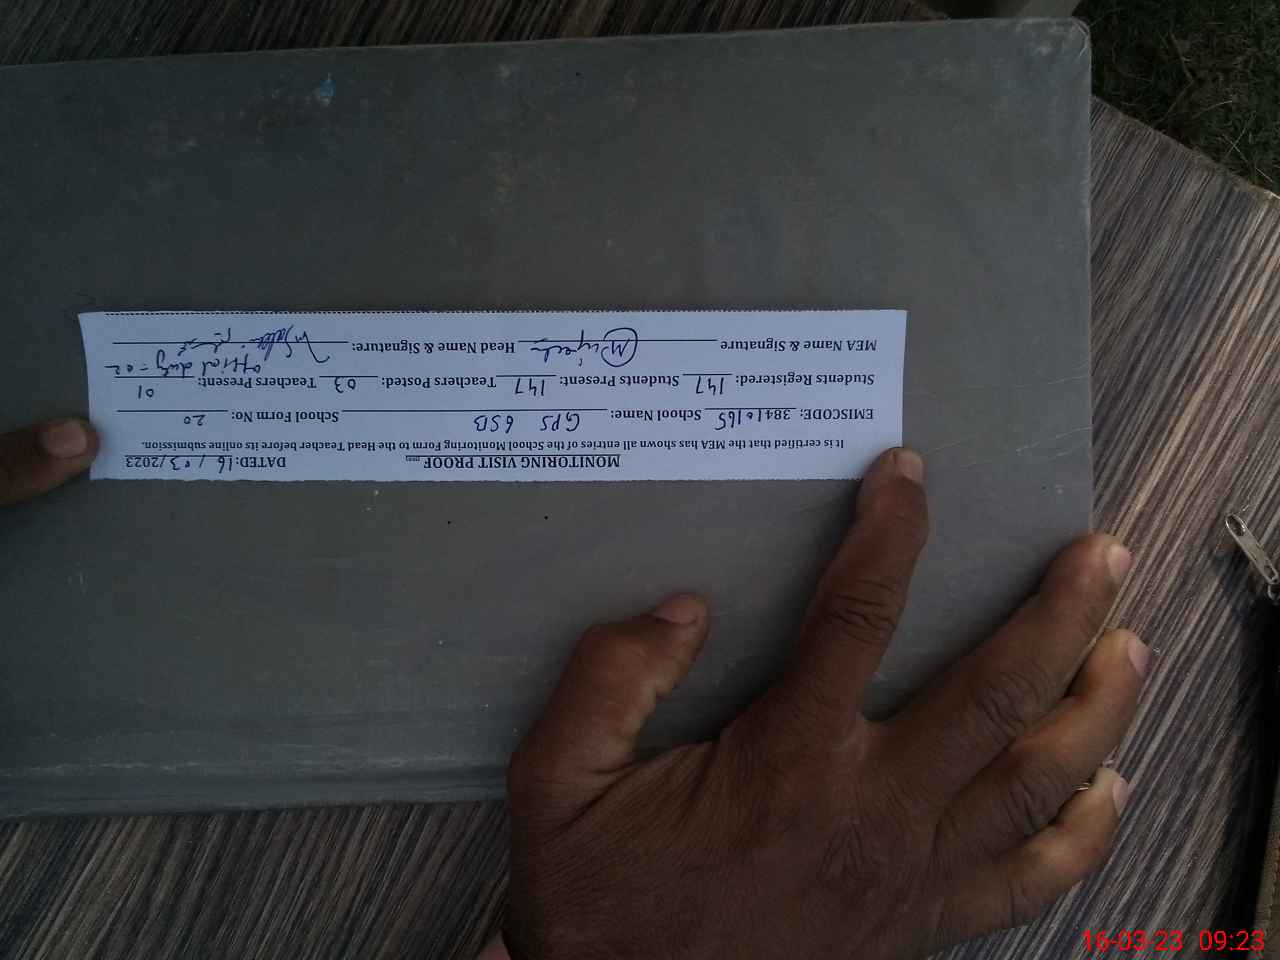 MONITORING VISIT PROOF DATED: 16 / 03 /2023
It is certified that the MEA has shown all entries of the School Monitoring Form to the Head Teacher before its online submission.
EMISCODE: 38410165 School Name: GPS 6SB School Form No: 20
Students Registered: 147 Students Present: 147 Teachers Posted: 03 Teachers Present: 01
official duty = 02
MEA Name & Signature Head Name & Signature:
16-03-23 09:23